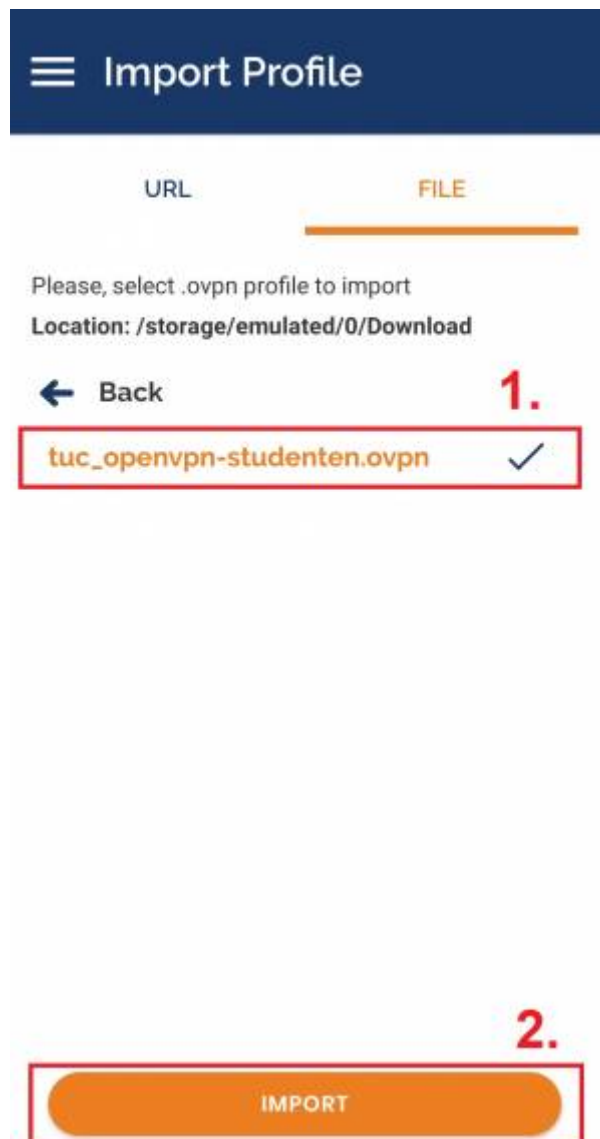 Import Profile
URL FILE
Please, select .ovpn profile to import
Location: /storage/emulated/0/Download
Back 1.
tuc_openvpn-studenten.ovpn
2.
IMPORT